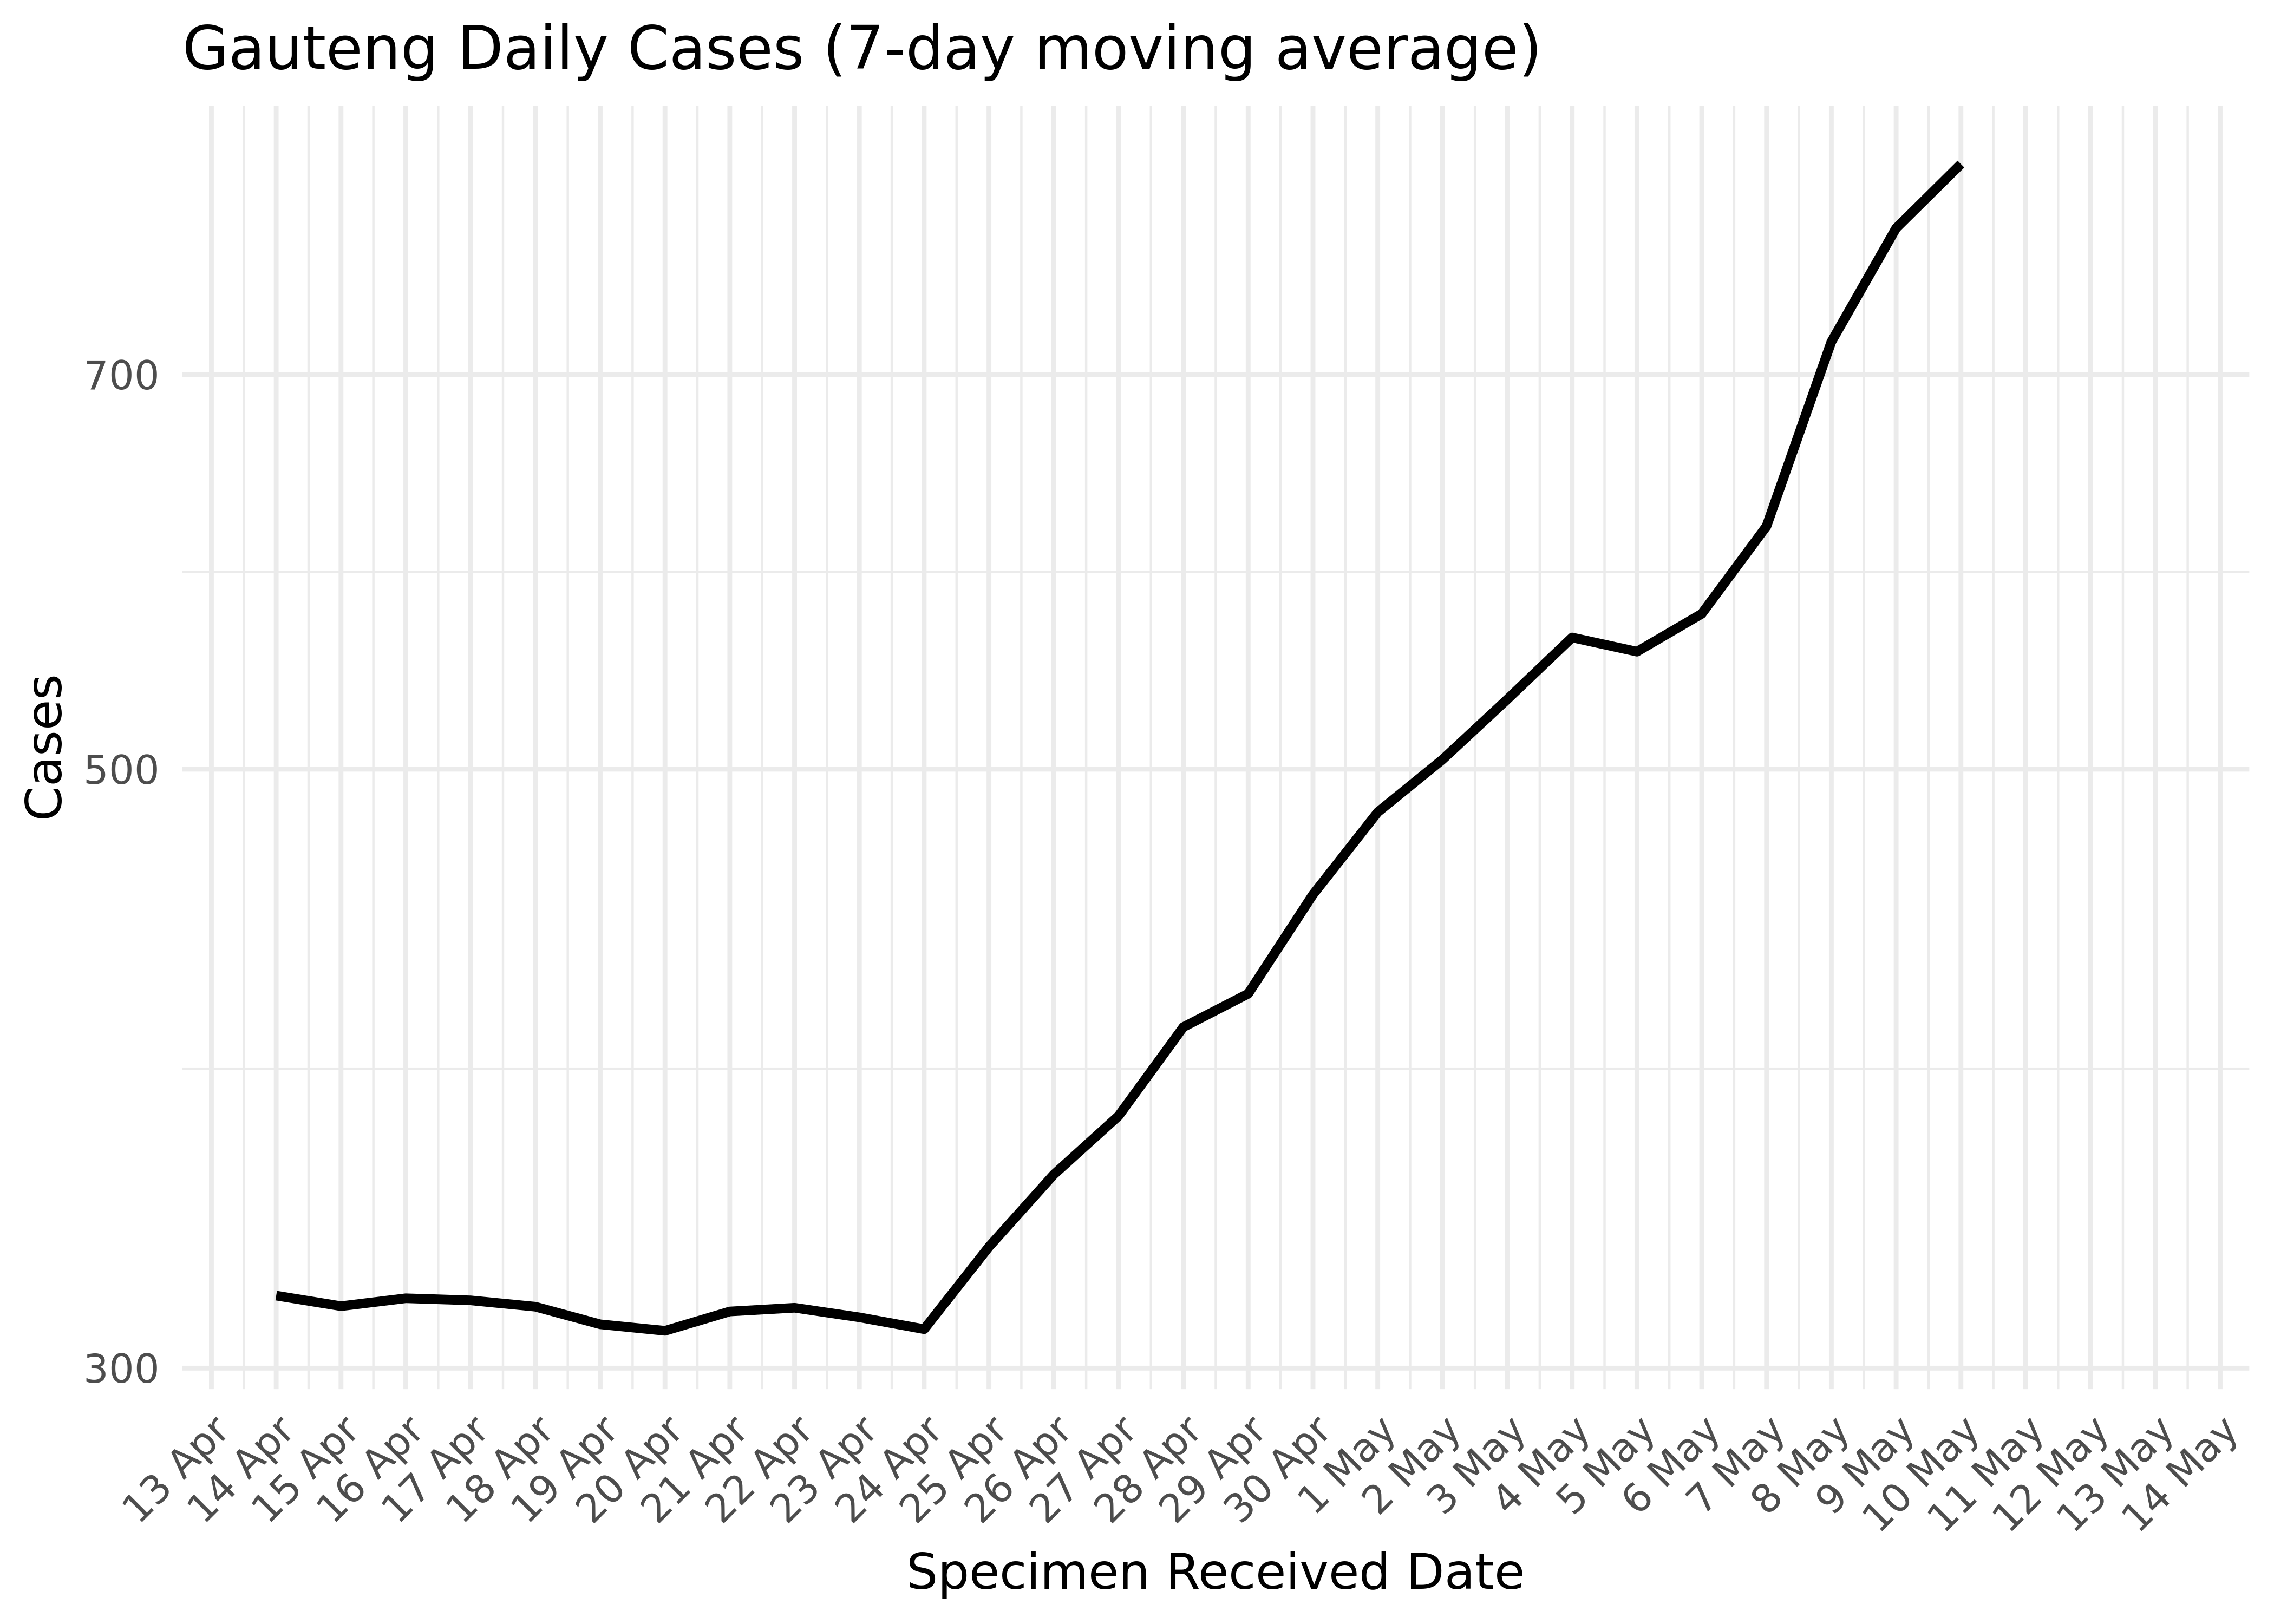 Gauteng Daily Cases (7-day moving average)
700
500
300
Cases
13 Apr
14 Apr
15 Apr
16 Apr
17 Apr
18 Apr
19 Apr
20 Apr
21 Apr
22 Apr
23 Apr
24 Apr
25 Apr
26 Apr
27 Apr
28 Apr
29 Apr
30 Apr
1 May
2 May
3 May
4 May
5 May
6 May
7 May
8 May
9 May
10 May
11 May
12 May
13 May
14 May
Specimen Received Date